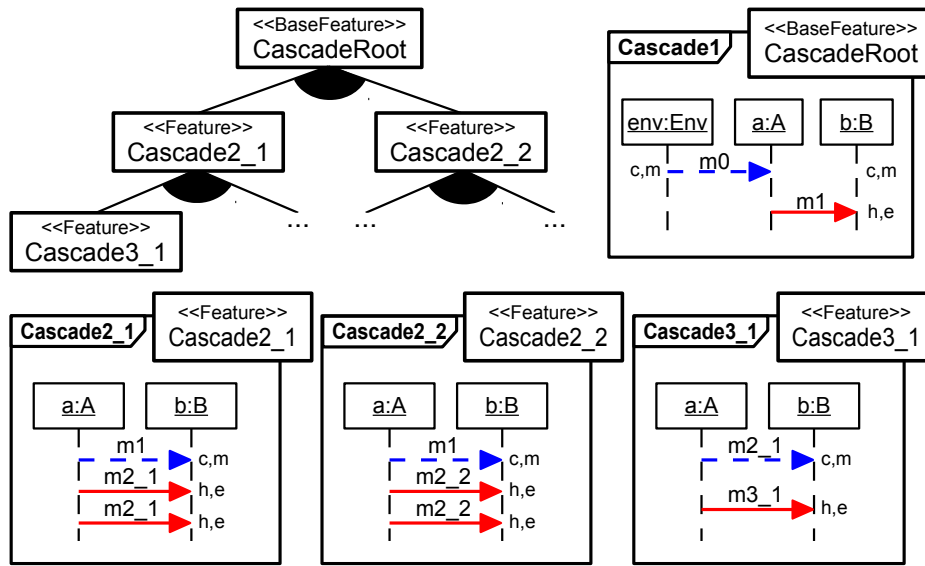 <<BaseFeature>>
CascadeRoot
<<Feature>>
Cascade2_1
<<Feature>>
Cascade2_2
<<Feature>>
Cascade3_1
...
...
...
Cascade1
<<BaseFeature>>
CascadeRoot
env:Env
a:A
b:B
c,m
m0
c,m
m1
h,e
Cascade2_1
<<Feature>>
Cascade2_1
a:A
b:B
m1
c,m
m2_1
h,e
m2_1
h,e
Cascade2_2
<<Feature>>
Cascade2_2
a:A
b:B
m1
c,m
m2_2
h,e
m2_2
h,e
Cascade3_1
<<Feature>>
Cascade3_1
a:A
b:B
m2_1
c,m
m3_1
h,e